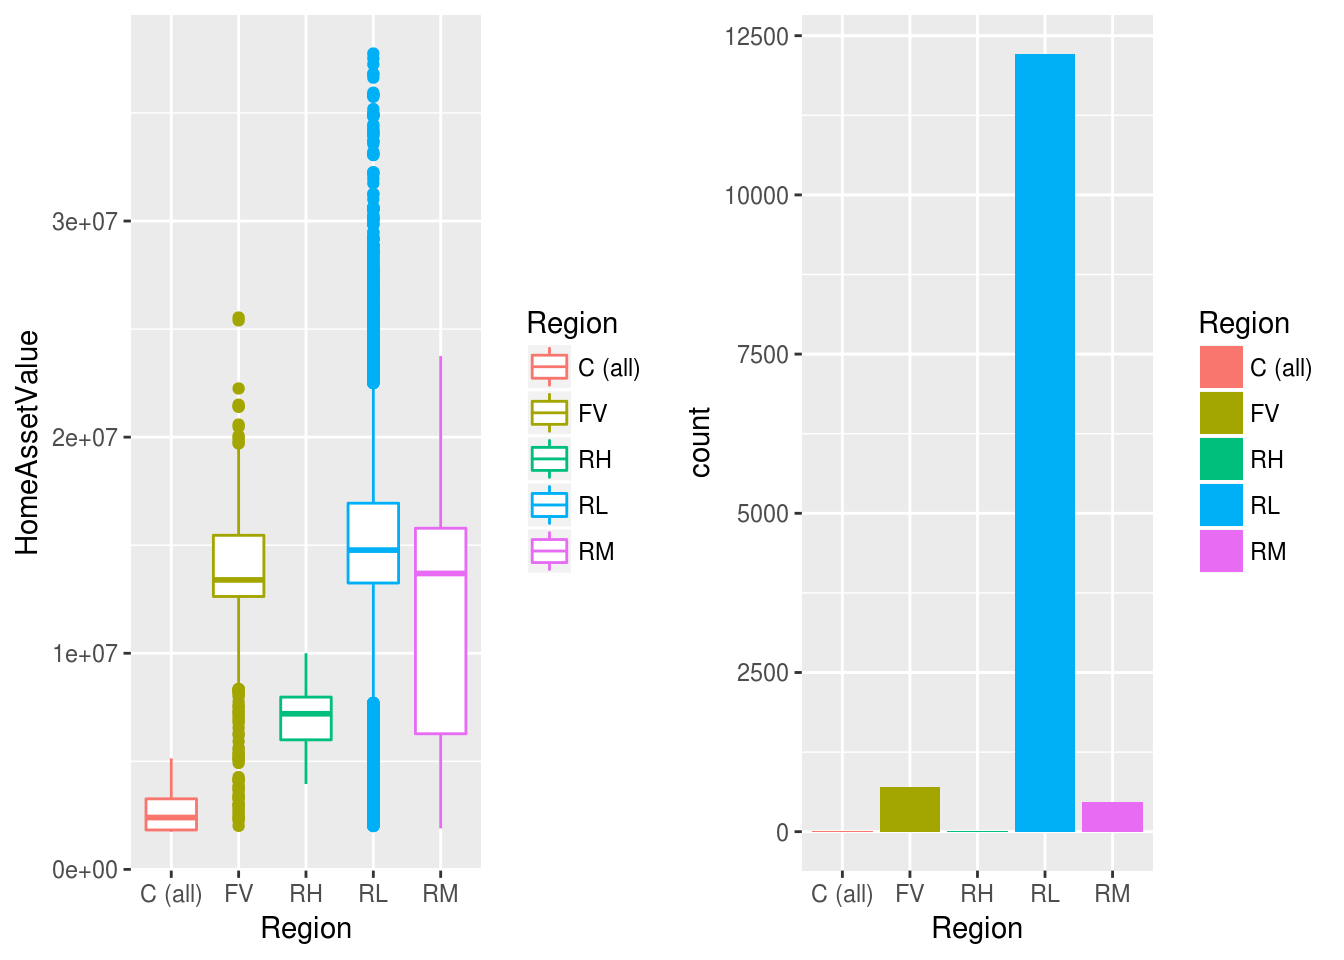 HomeAssetValue
3e+07
2e+07
1e+07
0e+00
C (all) FV RH RL RM
Region
Region
C (all)
FV
RH
RL
RM
count
12500
10000
7500
5000
2500
0
C (all) FV RH RL RM
Region
Region
C (all)
FV
RH
RL
RM